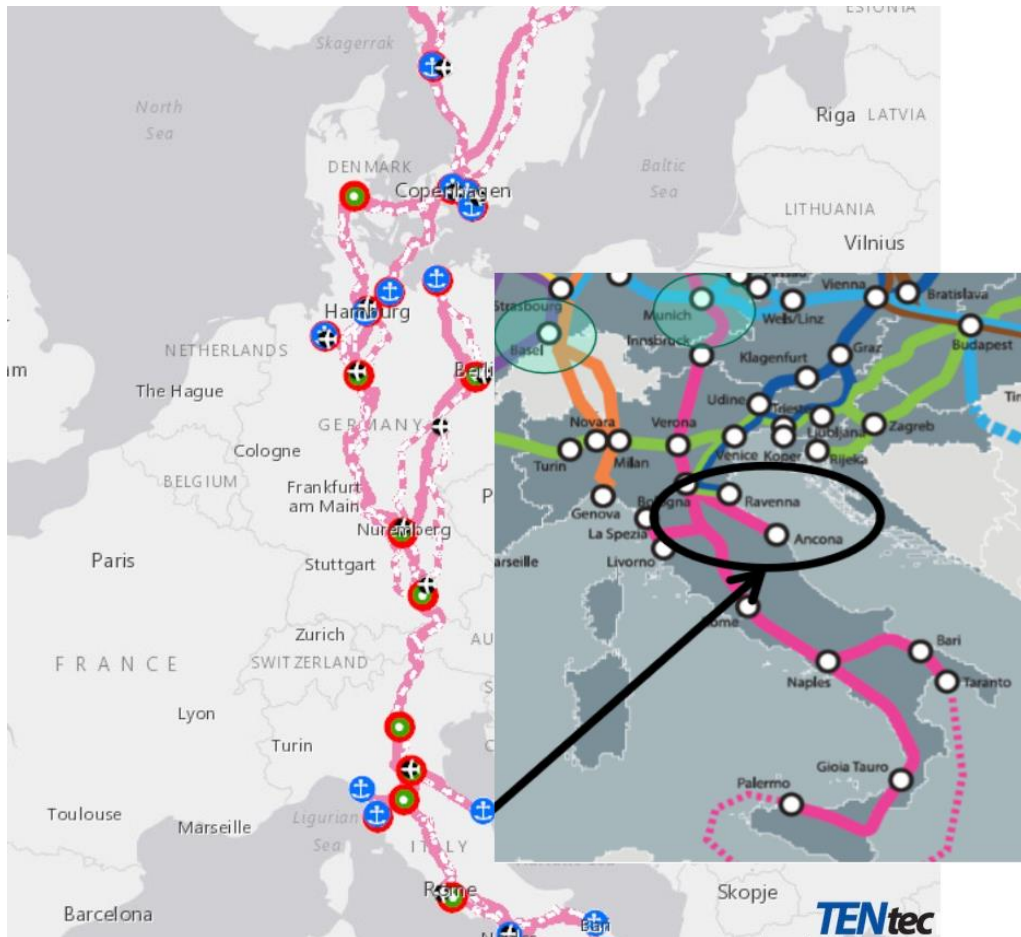 ESTONIA
Skagerrak
North
Sea
Riga LATVIA
Baltic
Sea
DENMARK
Copenhagen
LITHUANIA
Vilnius
Hamburg
NETHERLANDS
The Hague
GERMANY
Cologne
BELGIUM
Frankfurt
am Main
Nuremberg
Paris
Stuttgart
Zurich
FRANCE
SWITZERLAND
Lyon
Turin
Toulouse
Marseille
Ligurian
Sea
ITALY
Rome
Bari
Barcelona
Skopje
TENtec
Strasbourg
Munich
Wels/Linz
Vienna
Bratislava
Basel
Innsbruck
Klagenfurt
Graz
Budapest
Udine
Trieste
Ljubljana
Zagreb
Novara
Verona
Turin
Milan
Venice
Koper
Rijeka
Genova
Bologna
Ravenna
La Spezia
Ancona
Livorno
Naples
Bari
Taranto
Gioia Tauro
Palermo